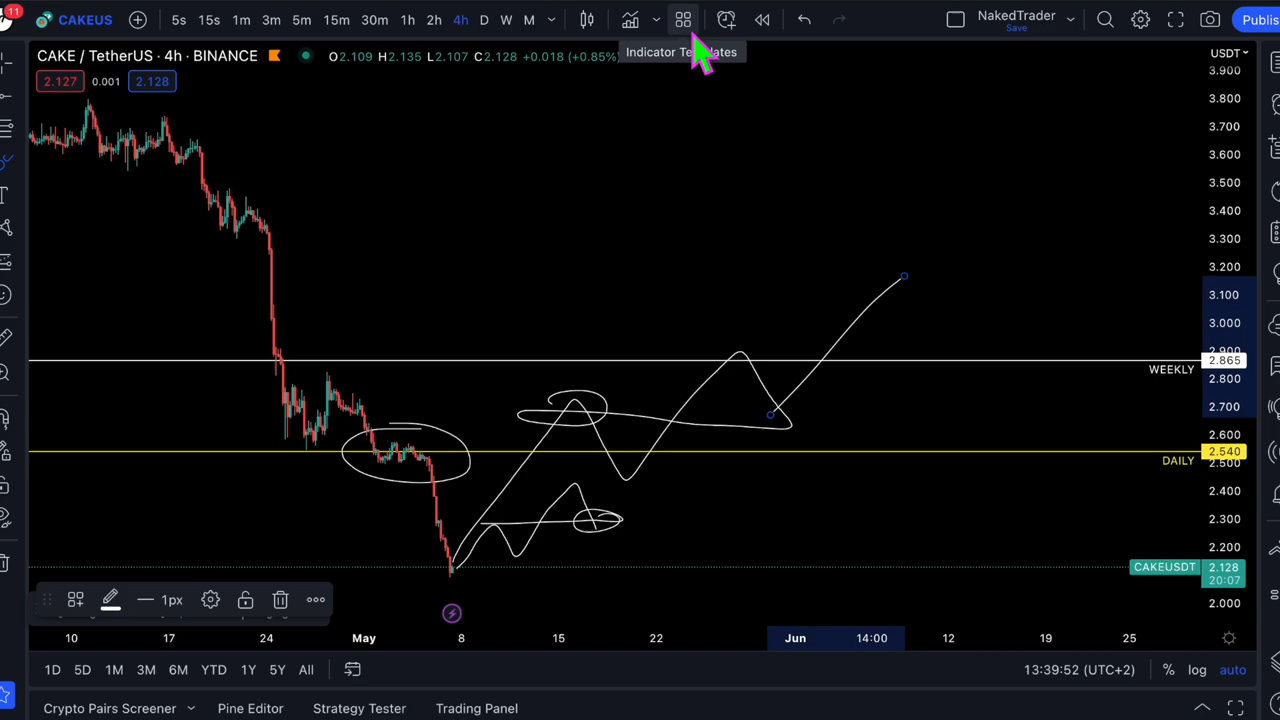 11
CAKEUS 5s 15s 1m 3m 5m 15m 30m 1h 2h 4h D W M NakedTrader Save Publis
Indicator Te ates
CAKE / TetherUS · 4h · BINANCE O2.109 H2.135 L2.107 C2.128 +0.018 (+0.85%) USDT
2.127 0.001 2.128
3.900
3.800
3.700
3.600
3.500
3.400
3.300
3.200
3.100
3.000
2.900
2.865
WEEKLY
2.800
2.700
2.600
2.540
DAILY
2.500
2.400
2.300
2.200
CAKEUSDT 2.128
20:07
2.000
1px
10 17 24 May 8 15 22 Jun 14:00 12 19 25
1D 5D 1M 3M 6M YTD 1Y 5Y All 13:39:52 (UTC+2) % log auto
Crypto Pairs Screener Pine Editor Strategy Tester Trading Panel